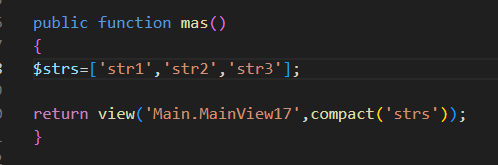 public function mas()
{
$strs=['str1','str2','str3'];
return view('Main.MainView17',compact('strs'));
}